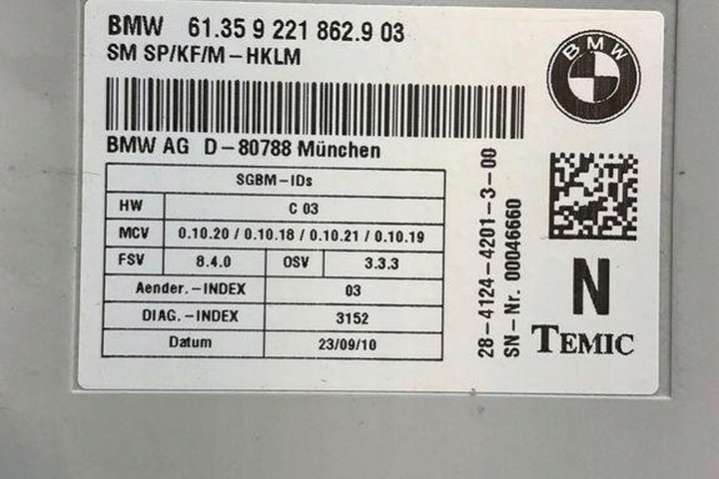 BMW 61.35 9 221 862.9 03
SM SP/KF/M-HKLM
BMW
BMW AG D-80788 München
SGBM-IDs
HW C 03
MCV 0.10.20 / 0.10.18 / 0.10.21 / 0.10.19
FSV 8.4.0 OSV 3.3.3
Aender.-INDEX 03
DIAG.-INDEX 3152
Datum 23/09/10
28-4124-4201-3-00
SN-Nr. 00046660
N
TEMIC